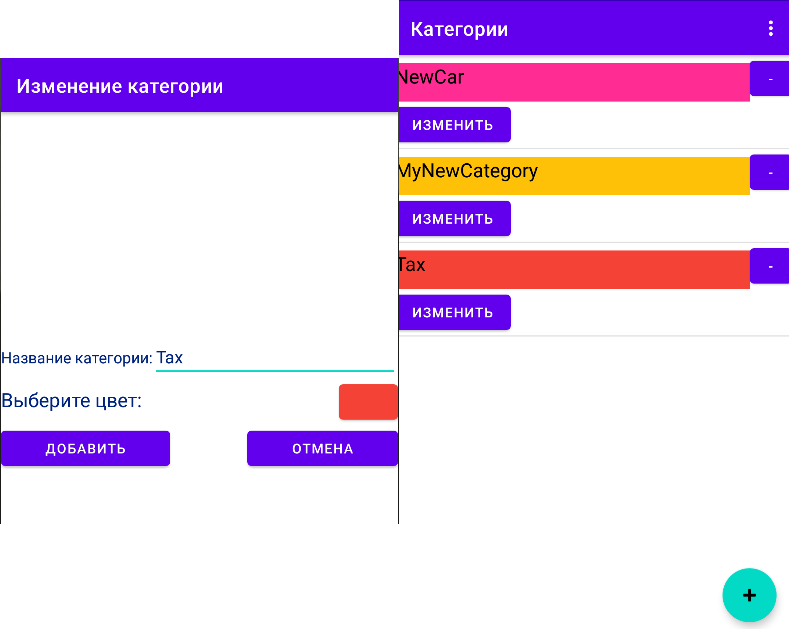 Изменение категории
Название категории: Tax
Выберите цвет:
ДОБАВИТЬ ОТМЕНА
Категории
NewCar -
ИЗМЕНИТЬ
MyNewCategory -
ИЗМЕНИТЬ
Tax -
ИЗМЕНИТЬ
+